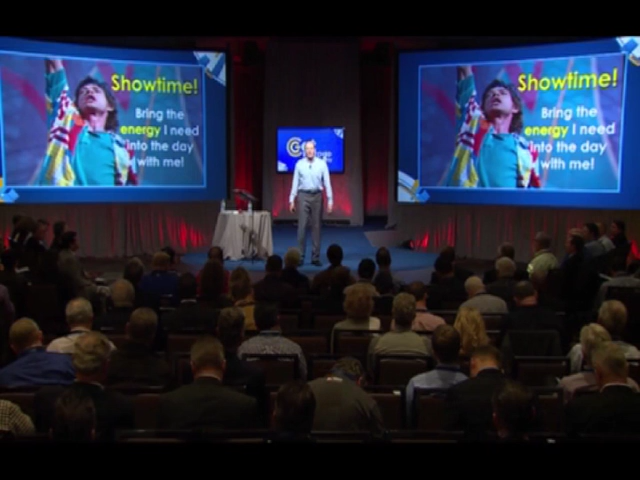 Showtime!
Bring the
energy I need
into the day
with me!
Showtime!
Bring the
energy I need
into the day
with me!